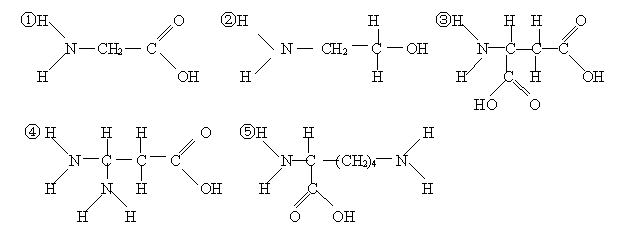 ①H O ②H H ③H H H O
N CH₂ C N CH₂ C OH N C C C
H OH H H H C H OH
HO O
④H H H O ⑤H H H
N C C C N C (CH₂)₄ N
H N H OH H C H
H H O OH